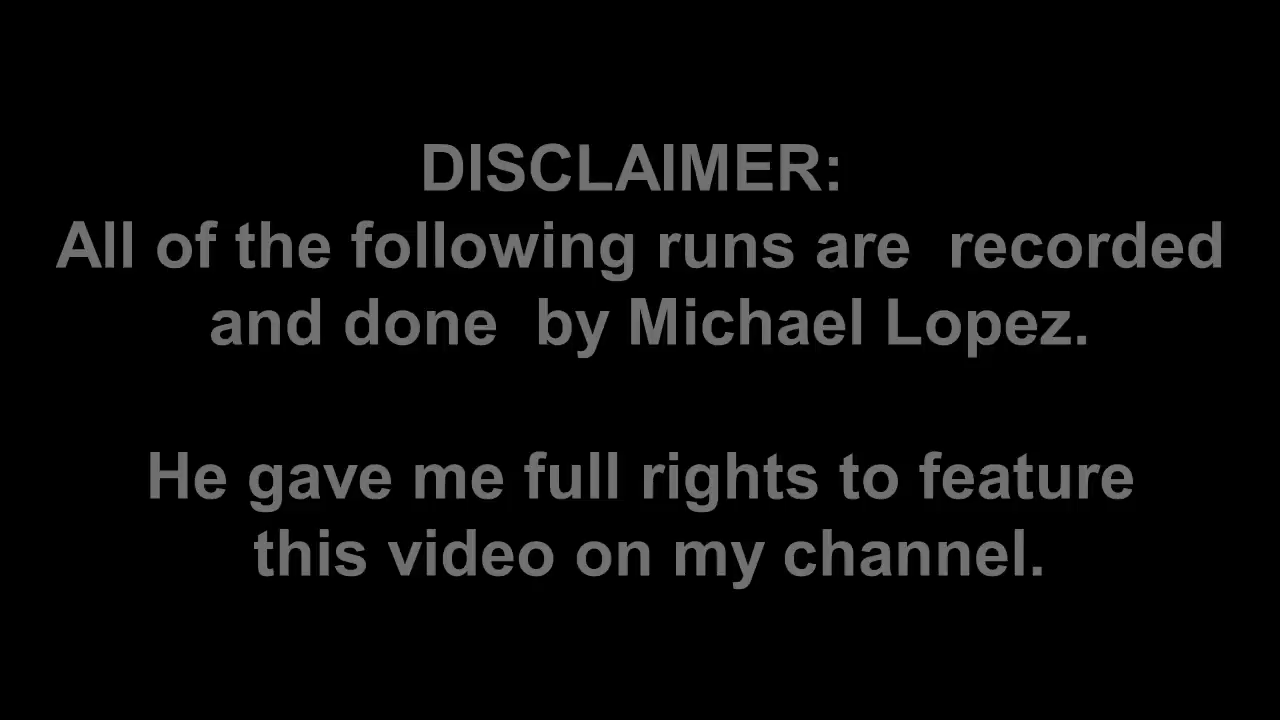 DISCLAIMER:
All of the following runs are  recorded
and done  by Michael Lopez.
He gave me full rights to feature
this video on my channel.